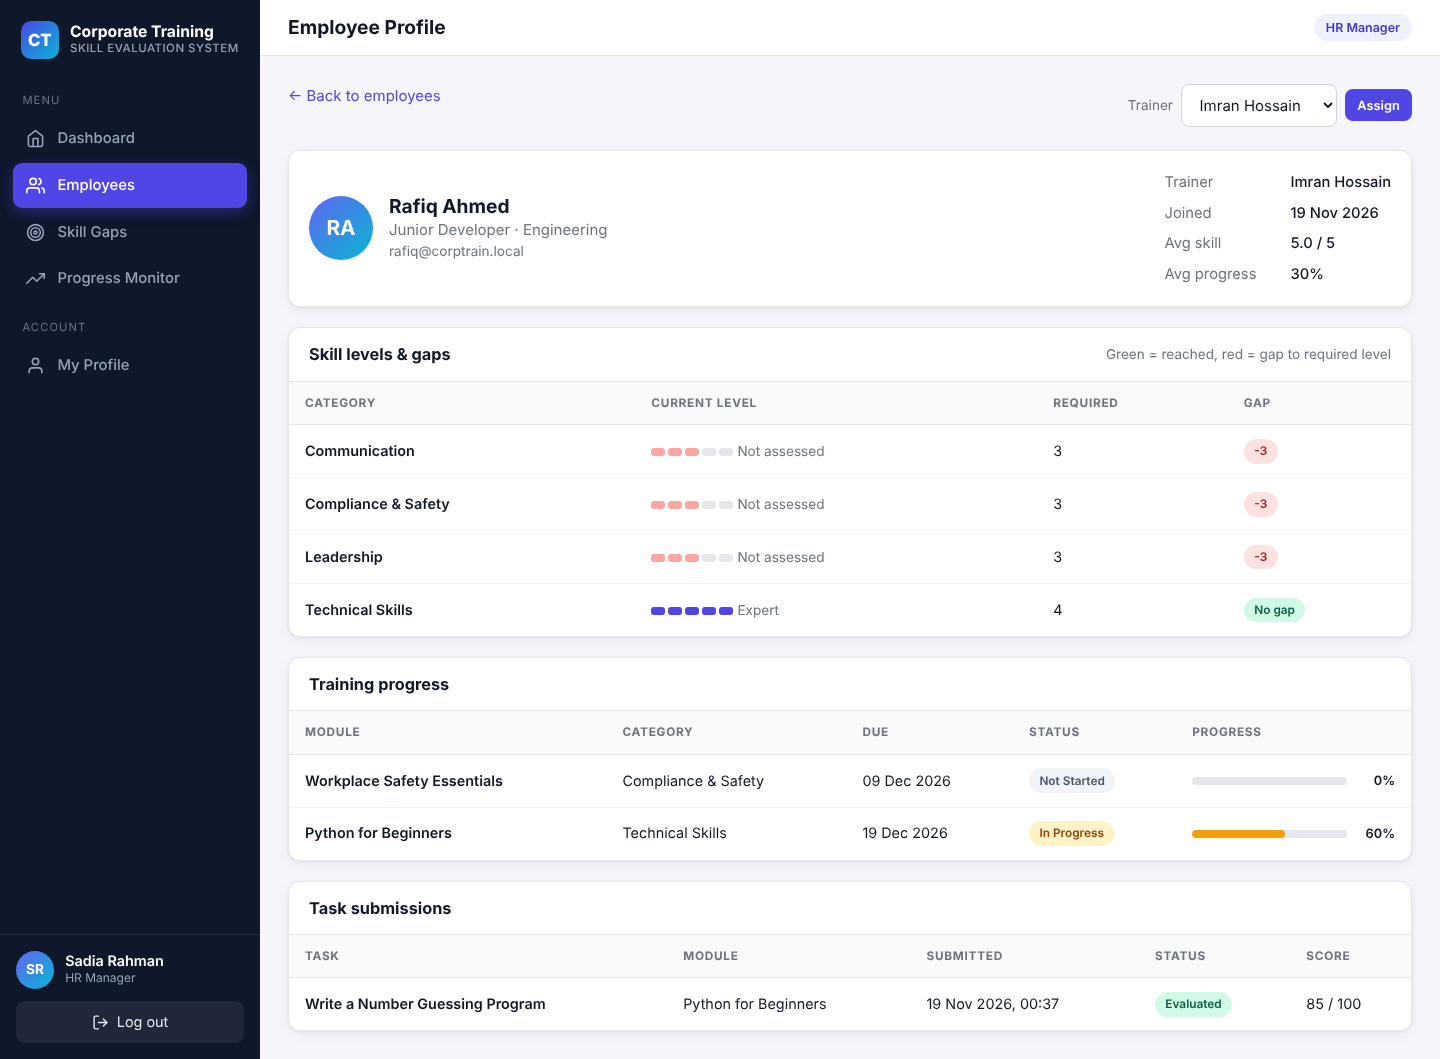 CT
Corporate Training
SKILL EVALUATION SYSTEM
MENU
Dashboard
Employees
Skill Gaps
Progress Monitor
ACCOUNT
My Profile
SR
Sadia Rahman
HR Manager
Log out
Employee Profile
HR Manager
← Back to employees
Trainer Imran Hossain Assign
RA
Rafiq Ahmed
Junior Developer · Engineering
rafiq@corptrain.local
Trainer Imran Hossain
Joined 19 Nov 2026
Avg skill 5.0 / 5
Avg progress 30%
Skill levels & gaps
Green = reached, red = gap to required level
CATEGORY CURRENT LEVEL REQUIRED GAP
Communication Not assessed 3 -3
Compliance & Safety Not assessed 3 -3
Leadership Not assessed 3 -3
Technical Skills Expert 4 No gap
Training progress
MODULE CATEGORY DUE STATUS PROGRESS
Workplace Safety Essentials Compliance & Safety 09 Dec 2026 Not Started 0%
Python for Beginners Technical Skills 19 Dec 2026 In Progress 60%
Task submissions
TASK MODULE SUBMITTED STATUS SCORE
Write a Number Guessing Program Python for Beginners 19 Nov 2026, 00:37 Evaluated 85 / 100